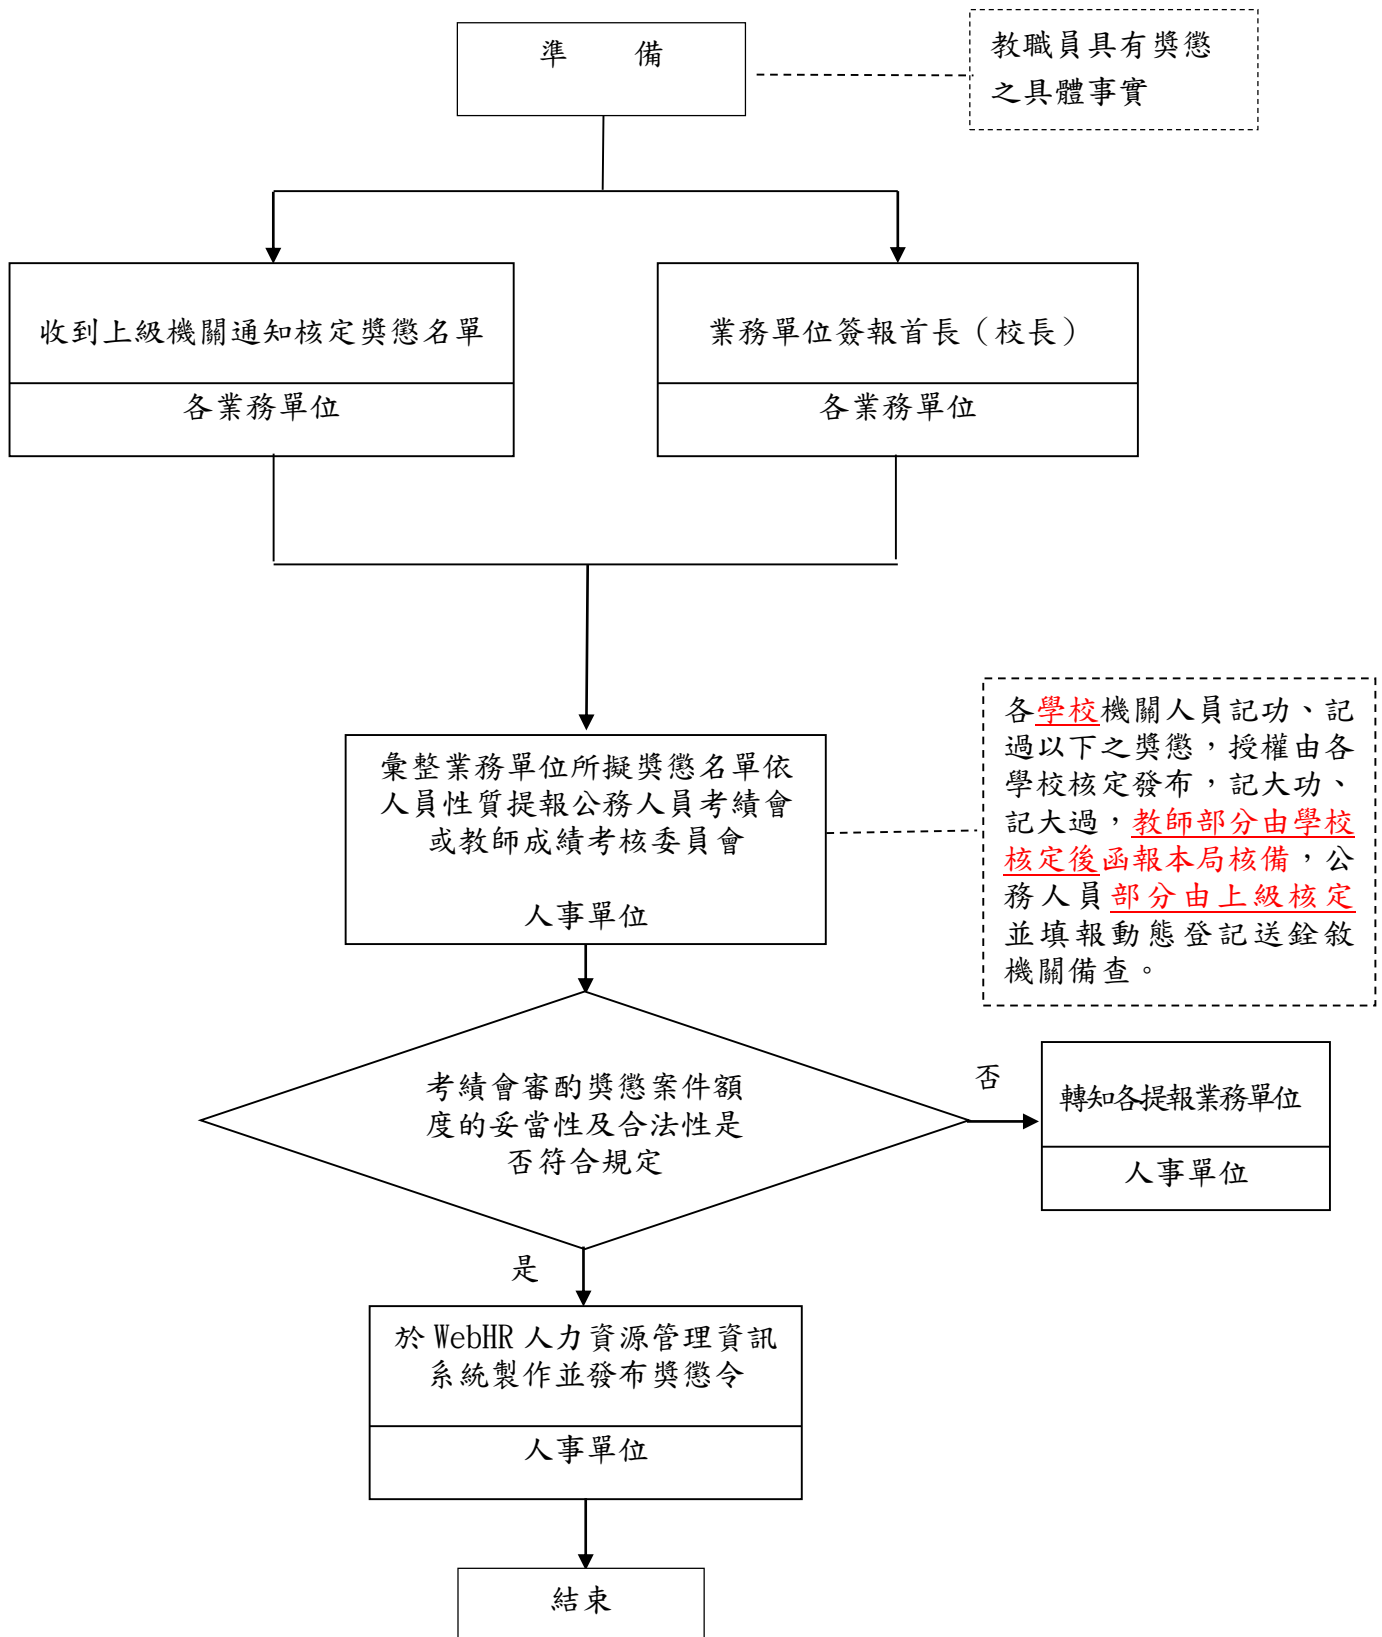 準　　備
教職員具有獎懲
之具體事實
收到上級機關通知核定獎懲名單
各業務單位
業務單位簽報首長（校長）
各業務單位
彙整業務單位所擬獎懲名單依
人員性質提報公務人員考績會
或教師成績考核委員會
人事單位
各學校機關人員記功、記
過以下之獎懲，授權由各
學校核定發布，記大功、
記大過，教師部分由學校
核定後函報本局核備，公
務人員部分由上級核定
並填報動態登記送銓敘
機關備查。
考績會審酌獎懲案件額
度的妥當性及合法性是
否符合規定
否
轉知各提報業務單位
人事單位
是
於 WebHR 人力資源管理資訊
系統製作並發布獎懲令
人事單位
結束